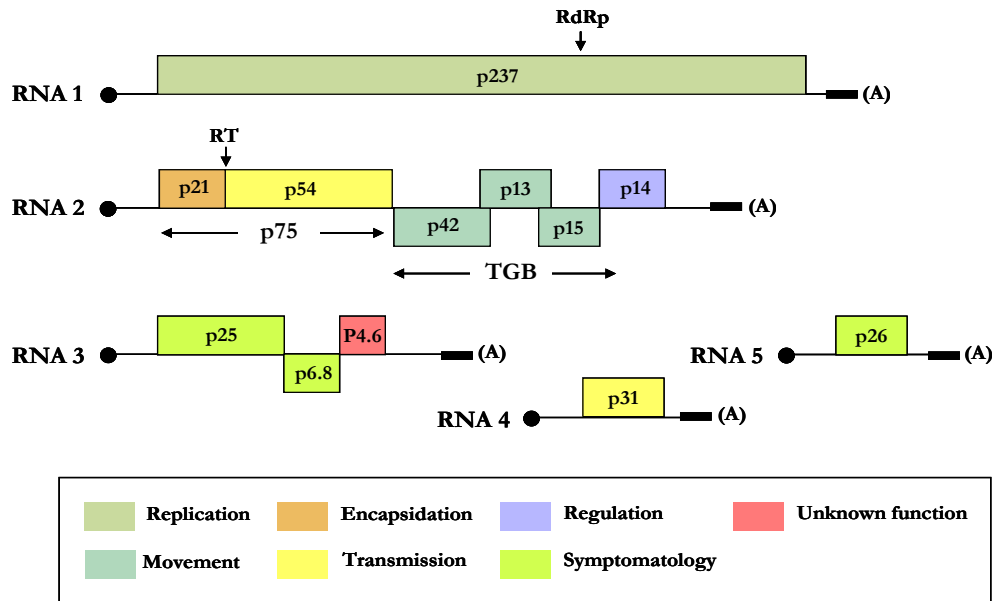 RdRp
p237
RNA 1
(A)
RT
p21
p54
p13
p14
RNA 2
(A)
p75
p42
p15
TGB
p25
P4.6
RNA 3
(A)
p6.8
p26
RNA 5
(A)
p31
RNA 4
(A)
Replication
Encapsidation
Regulation
Unknown function
Movement
Transmission
Symptomatology